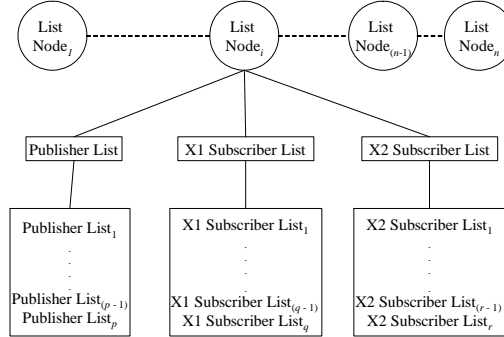 List
Node₁
List
Nodeᵢ
List
Node₍ₙ₋₁₎
List
Nodeₙ
Publisher List
X1 Subscriber List
X2 Subscriber List
Publisher List₁
.
.
.
.
Publisher List₍ₚ ₋ ₁₎
Publisher Listₚ
X1 Subscriber List₁
.
.
.
.
X1 Subscriber List_(q - 1)
X1 Subscriber List_q
X2 Subscriber List₁
.
.
.
.
X2 Subscriber List₍ᵣ ₋ ₁₎
X2 Subscriber Listᵣ